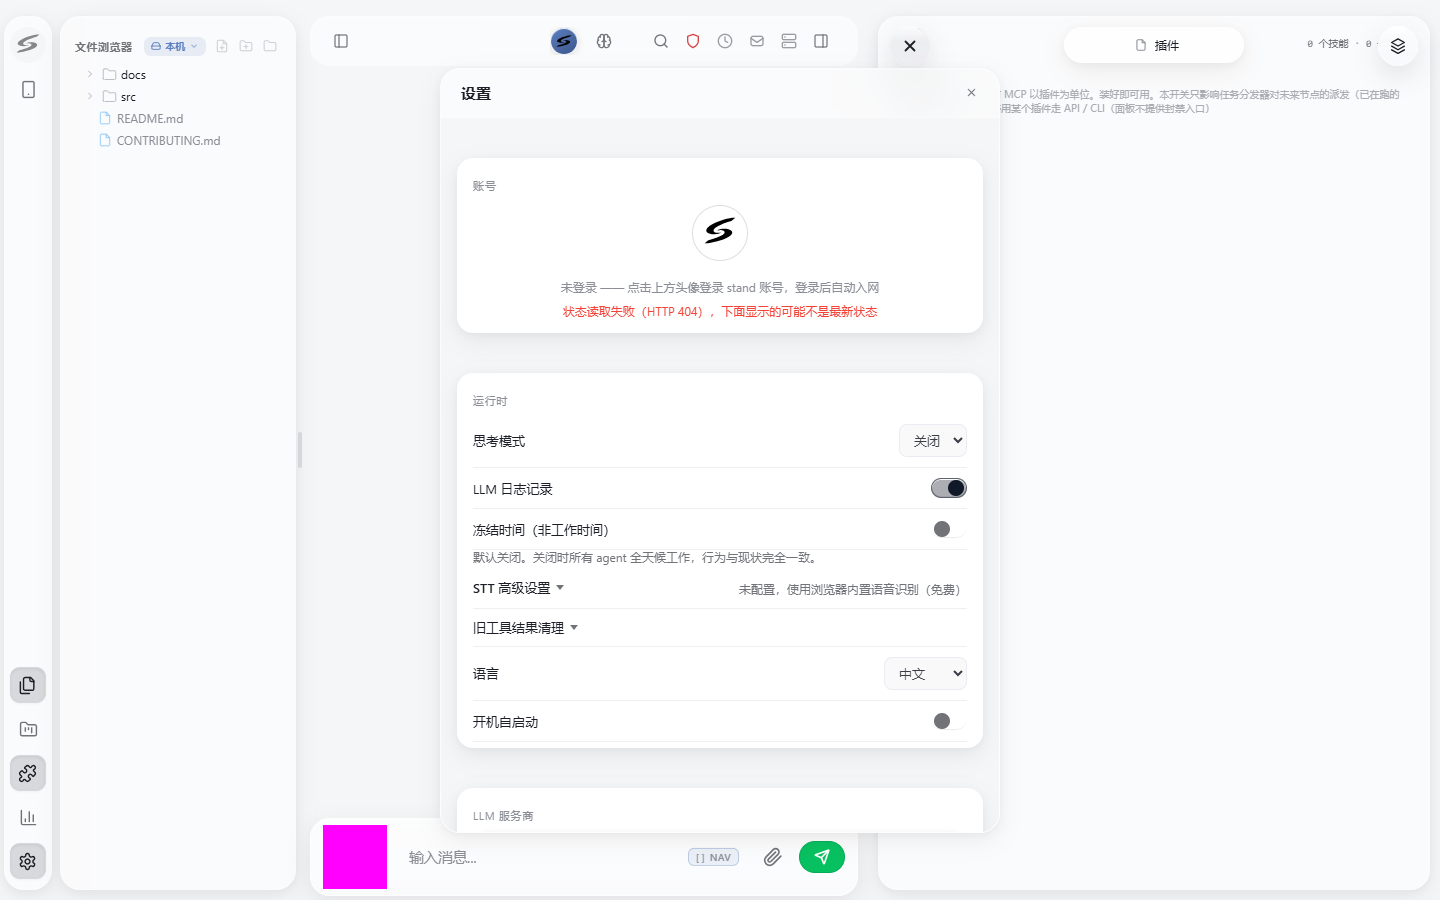 文件浏览器
本机
docs
src
README.md
CONTRIBUTING.md
设置
账号
未登录 —— 点击上方头像登录 stand 账号，登录后自动入网
状态读取失败（HTTP 404），下面显示的可能不是最新状态
运行时
思考模式
关闭
LLM 日志记录
冻结时间（非工作时间）
默认关闭。关闭时所有 agent 全天候工作，行为与现状完全一致。
STT 高级设置
未配置，使用浏览器内置语音识别（免费）
旧工具结果清理
语言
中文
开机自启动
LLM 服务商
输入消息...
[ ] NAV
插件
0 个技能 · 0
MCP 以插件为单位。装好即可用。本开关只影响任务分发器对未来节点的派发（已在跑的
用某个插件走 API / CLI（面板不提供封禁入口）